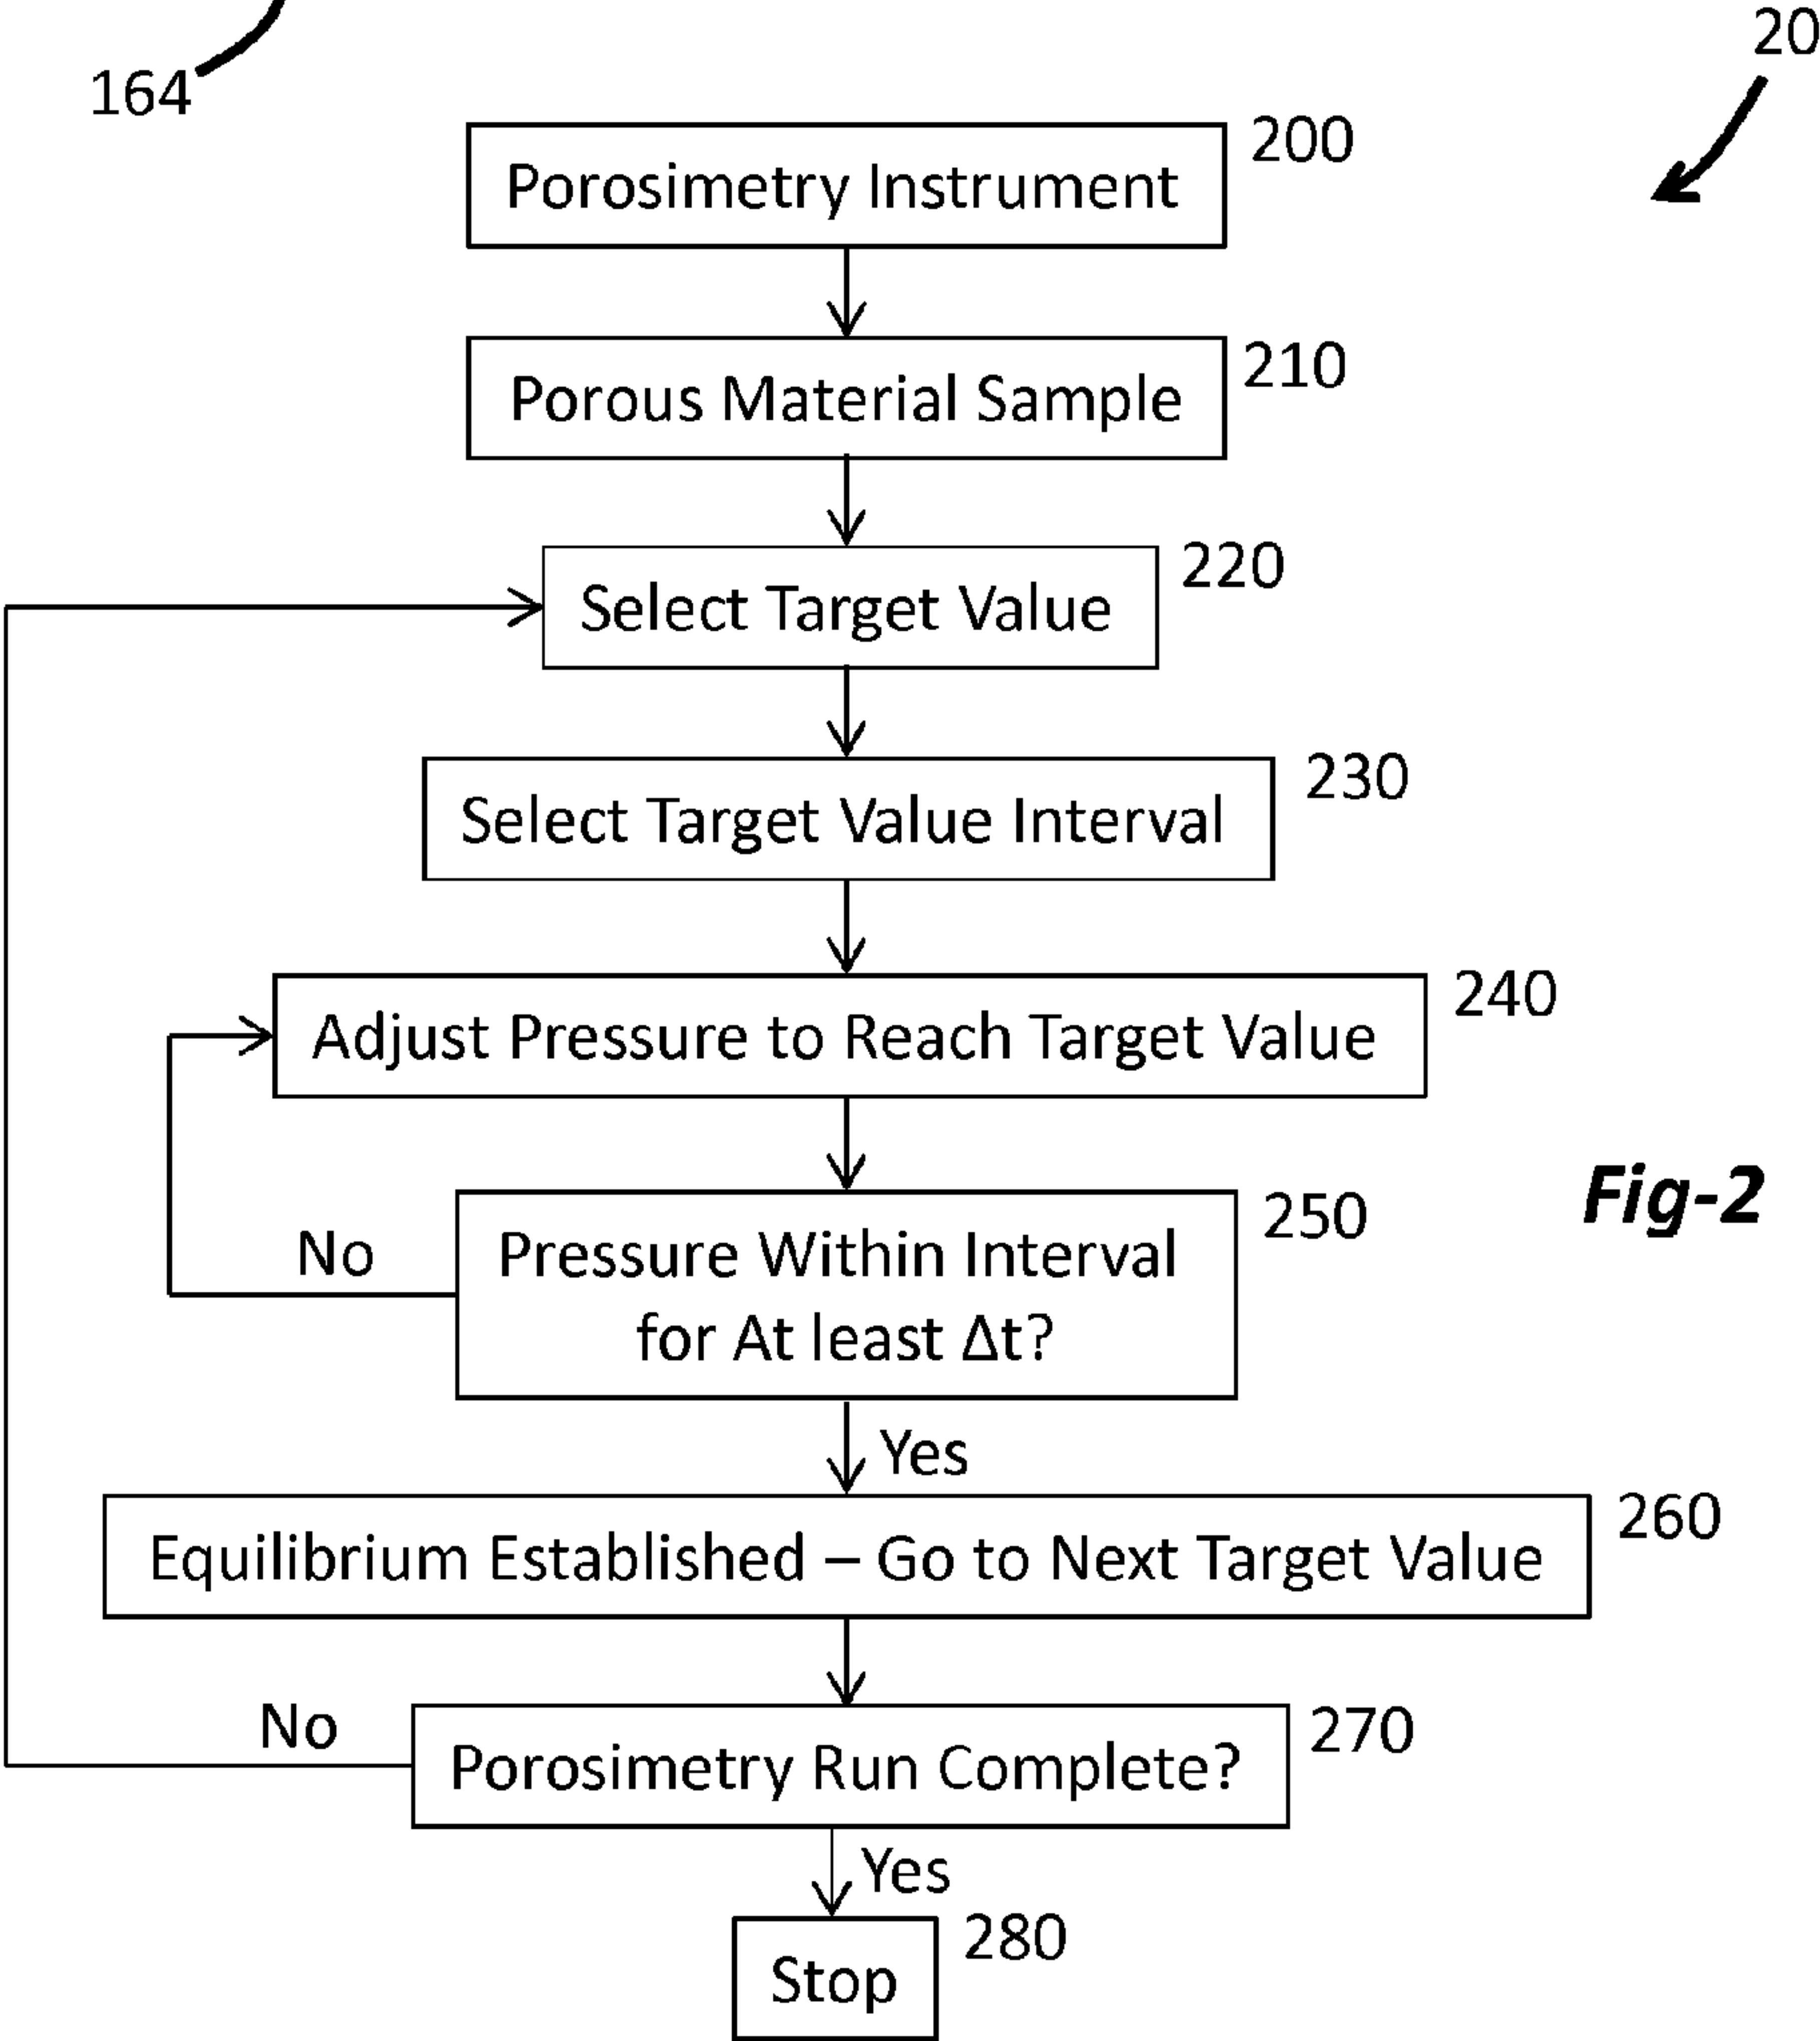 20
164
200
Porosimetry Instrument
210
Porous Material Sample
220
Select Target Value
230
Select Target Value Interval
240
Adjust Pressure to Reach Target Value
Fig-2
250
No
Pressure Within Interval
for At least Δt?
Yes
260
Equilibrium Established – Go to Next Target Value
No
270
Porosimetry Run Complete?
Yes
280
Stop